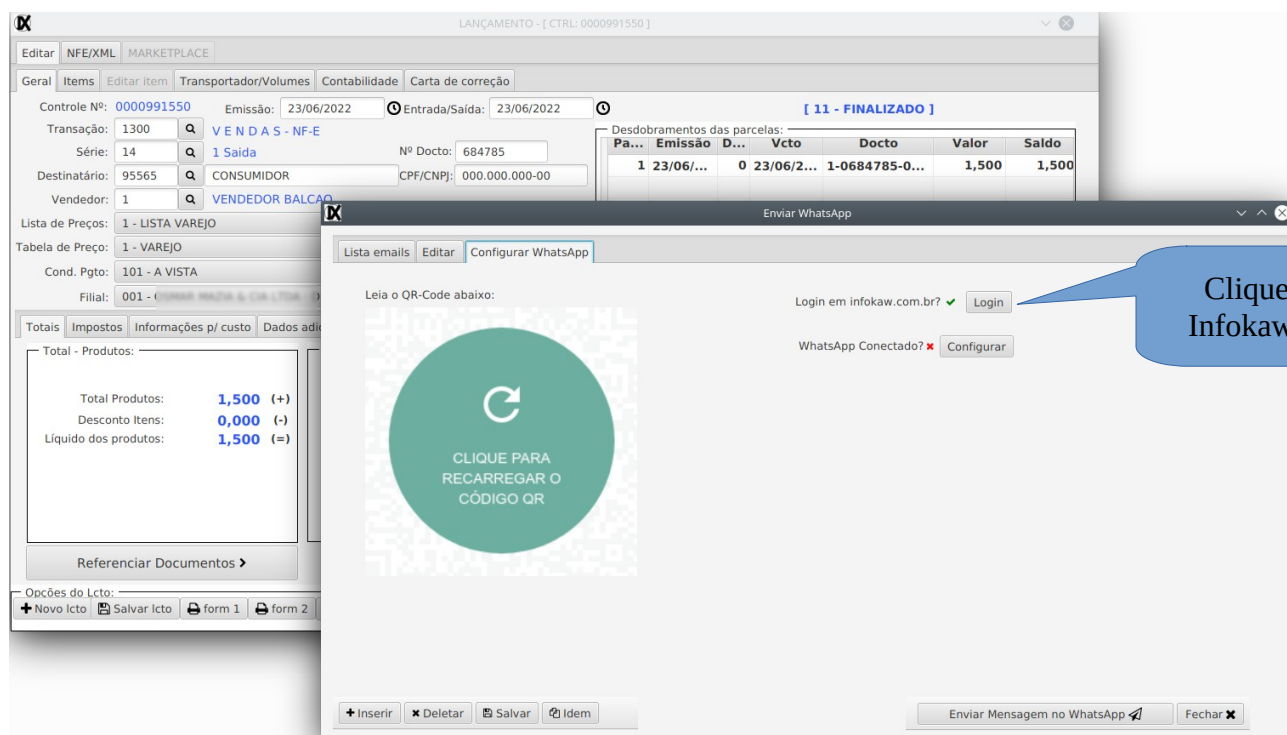 LANÇAMENTO - [ CTRL: 0000991550 ]
Editar NFE/XML MARKETPLACE
Geral Items Editar item Transportador/Volumes Contabilidade Carta de correção
Controle Nº: 0000991550 Emissão: 23/06/2022 Entrada/Saída: 23/06/2022 [ 11 - FINALIZADO ]
Transação: 1300 V E N D A S - NF-E
Série: 14 1 Saida Nº Docto: 684785
Destinatário: 95565 CONSUMIDOR CPF/CNPJ: 000.000.000-00
Vendedor: 1 VENDEDOR BALCAO
Desdobramentos das parcelas:
Pa... Emissão D... Vcto Docto Valor Saldo
1 23/06/... 0 23/06/2... 1-0684785-0... 1,500 1,500
Lista de Preços: 1 - LISTA VAREJO
Tabela de Preço: 1 - VAREJO
Cond. Pgto: 101 - A VISTA
Filial: 001 -
Totais Impostos Informações p/ custo Dados adi
Total - Produtos:
Total Produtos: 1,500 (+)
Desconto Itens: 0,000 (-)
Líquido dos produtos: 1,500 (=)
Referenciar Documentos
Opções do Lcto:
Novo lcto Salvar lcto form 1 form 2
Enviar WhatsApp
Lista emails Editar Configurar WhatsApp
Leia o QR-Code abaixo:
CLIQUE PARA
RECARREGAR O
CÓDIGO QR
Login em infokaw.com.br? Login
WhatsApp Conectado? Configurar
Clique
Infokaw
Inserir Deletar Salvar Idem
Enviar Mensagem no WhatsApp Fechar